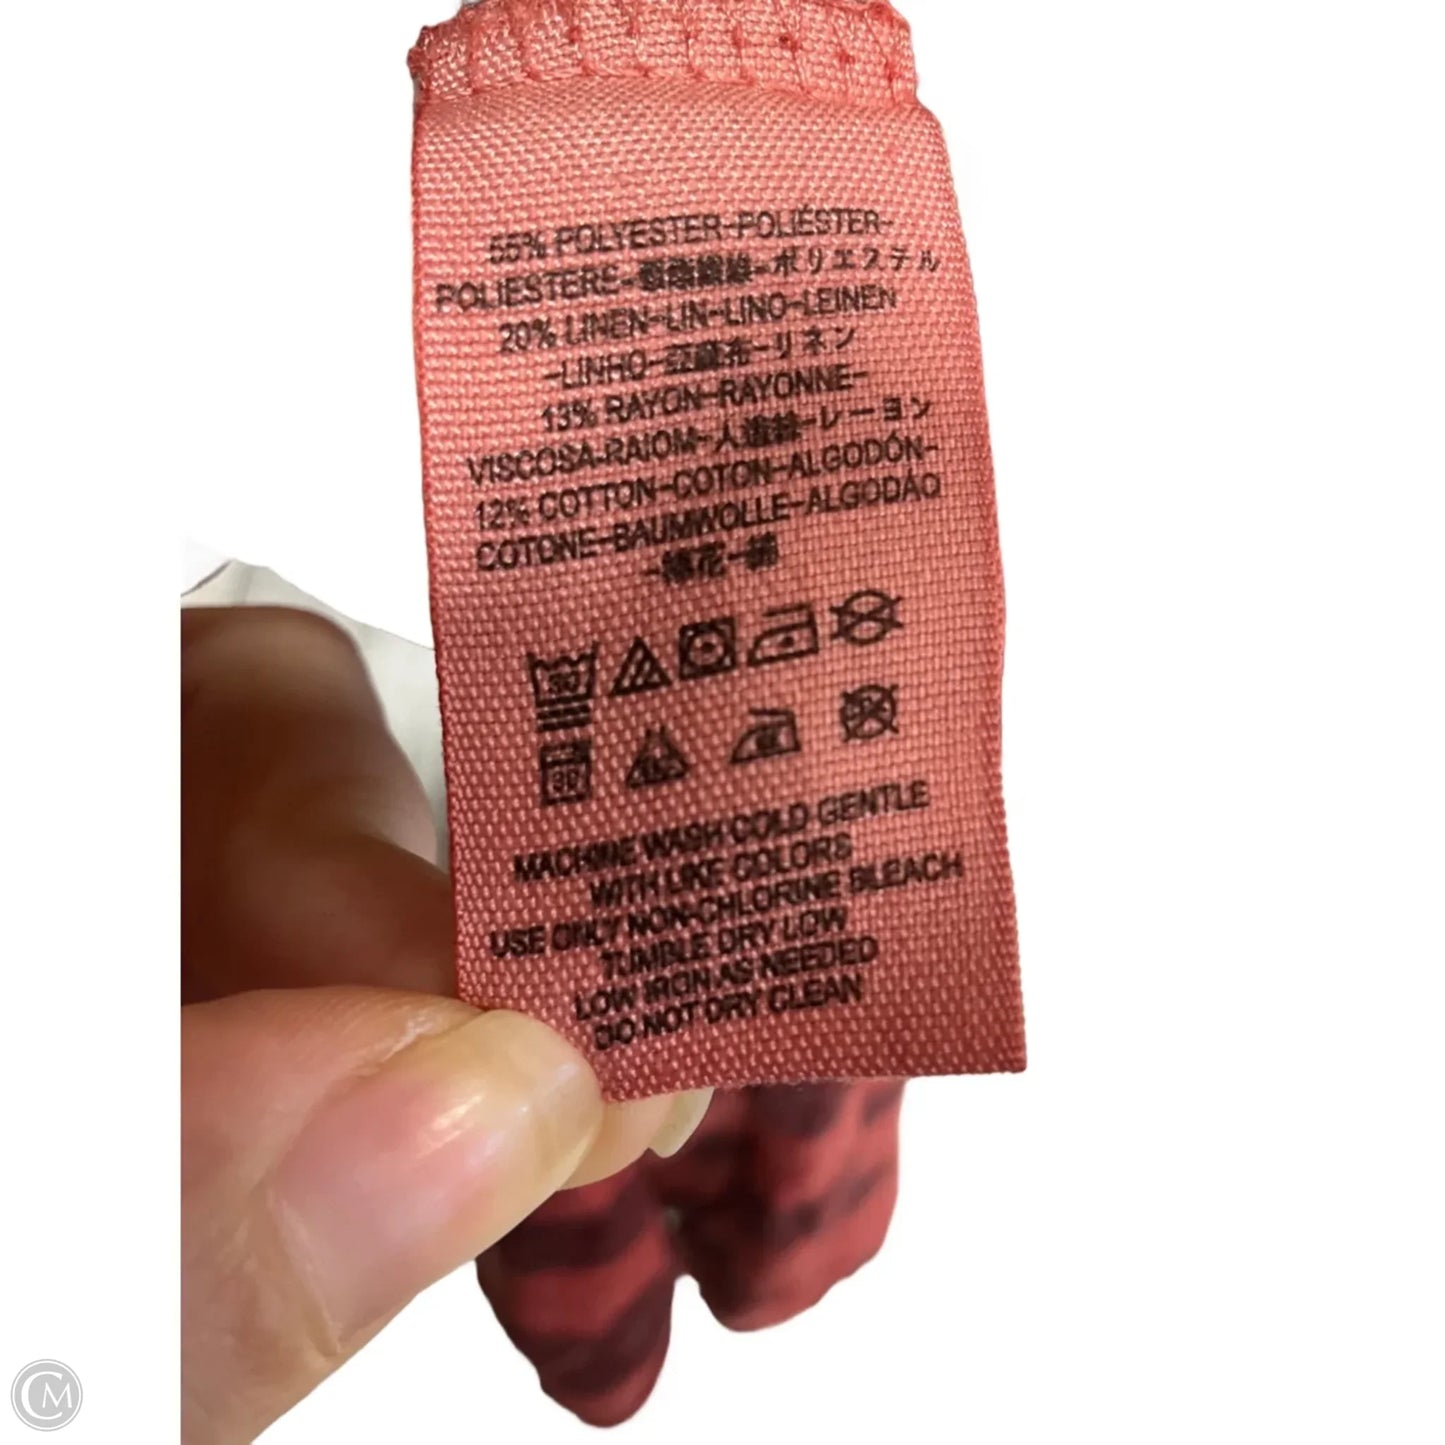 55% POLYESTER-POLIÉSTER-
POLIESTERE-聚酯纖維-ポリエステル
20% LINEN-LIN-LINO-LEINEN
-LINHO-亞麻布-リネン
13% RAYON-RAYONNE-
VISCOSA-RAIOM-人造絲-レーヨン
12% COTTON-COTON-ALGODÓN-
COTONE-BAUMWOLLE-ALGODÃO
-棉花-綿
30
30
MACHINE WASH COLD GENTLE
WITH LIKE COLORS
USE ONLY NON-CHLORINE BLEACH
TUMBLE DRY LOW
LOW IRON AS NEEDED
DO NOT DRY CLEAN
CM